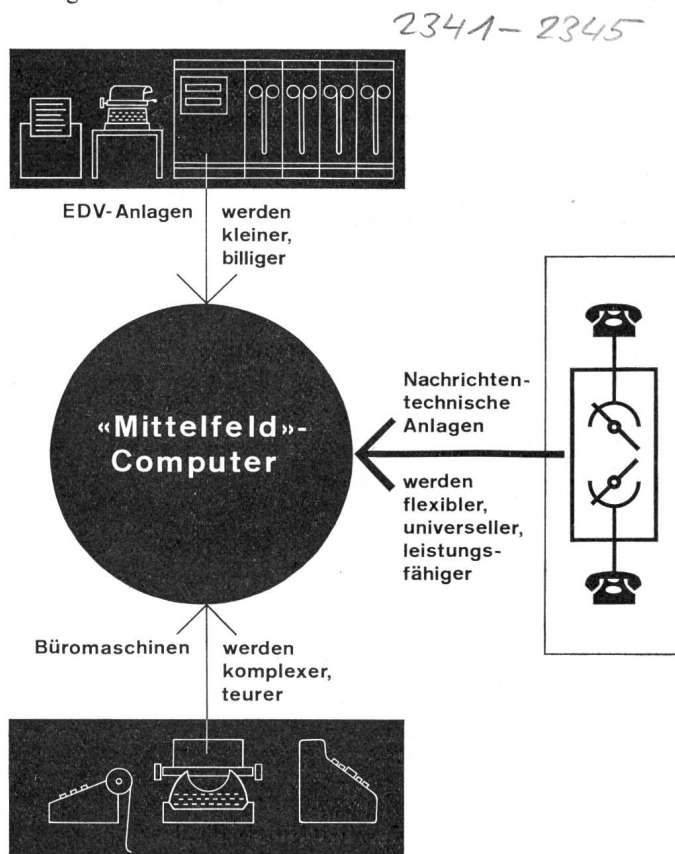 2341 – 2345
EDV-Anlagen
werden
kleiner,
billiger
«Mittelfeld»-
Computer
Nachrichten-
technische
Anlagen
werden
flexibler,
universeller,
leistungs-
fähiger
Büromaschinen
werden
komplexer,
teurer